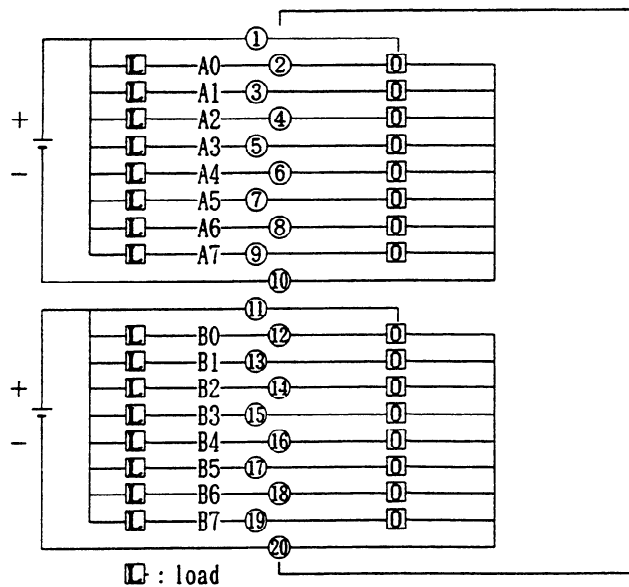 ①
L A0 ② O
L A1 ③ O
+ L A2 ④ O
L A3 ⑤ O
- L A4 ⑥ O
L A5 ⑦ O
L A6 ⑧ O
L A7 ⑨ O
⑩
⑪
L B0 ⑫ O
L B1 ⑬ O
+ L B2 ⑭ O
L B3 ⑮ O
- L B4 ⑯ O
L B5 ⑰ O
L B6 ⑱ O
L B7 ⑲ O
⑳
L : load